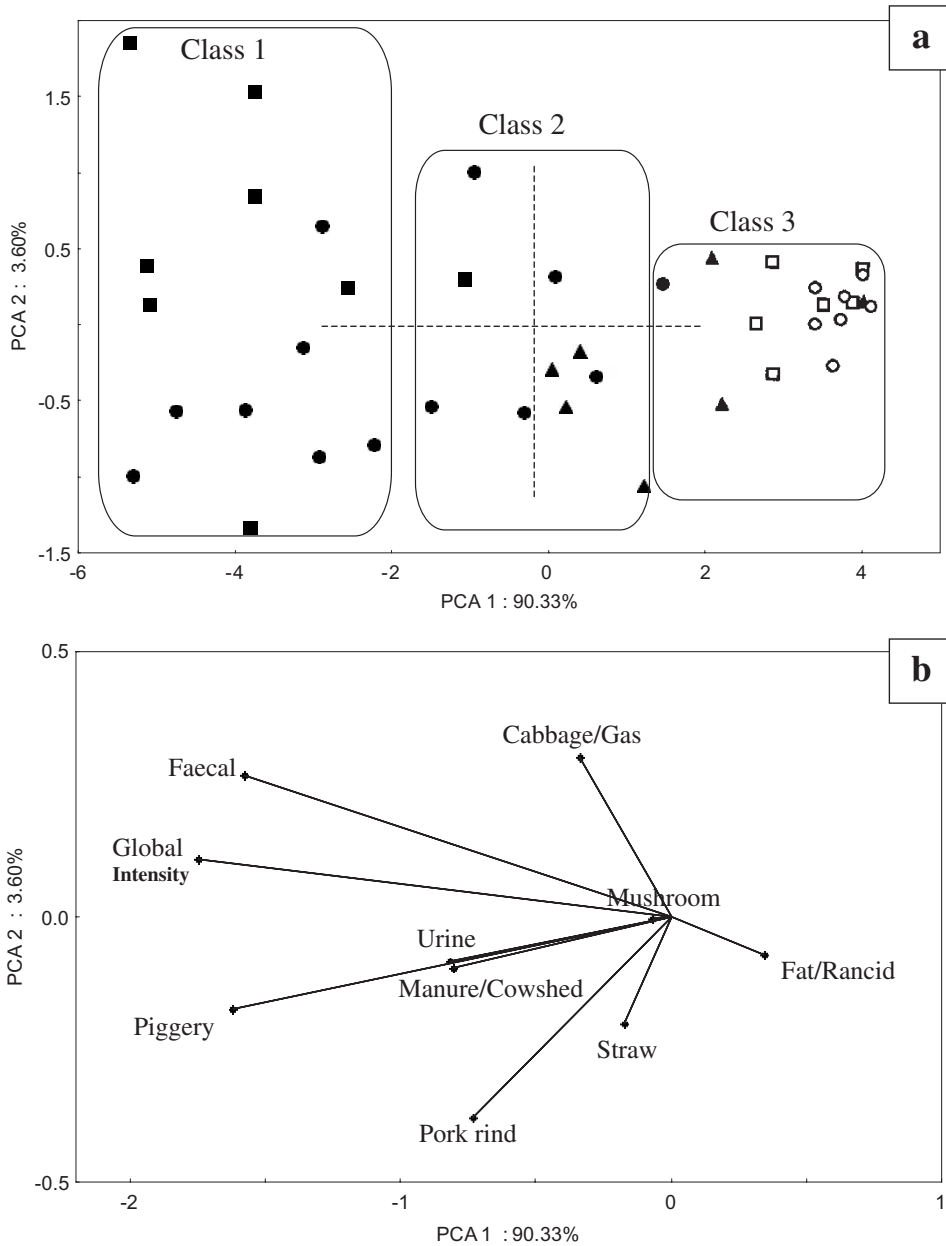 a
Class 1
Class 2
Class 3
1.5
0.5
-0.5
-1.5
PCA 2 : 3.60%
-6
-4
-2
0
2
4
PCA 1 : 90.33%
b
0.5
0.0
-0.5
PCA 2 : 3.60%
Cabbage/Gas
Faecal
Global
Intensity
Mushroom
Urine
Fat/Rancid
Manure/Cowshed
Piggery
Straw
Pork rind
-2
-1
0
1
PCA 1 : 90.33%